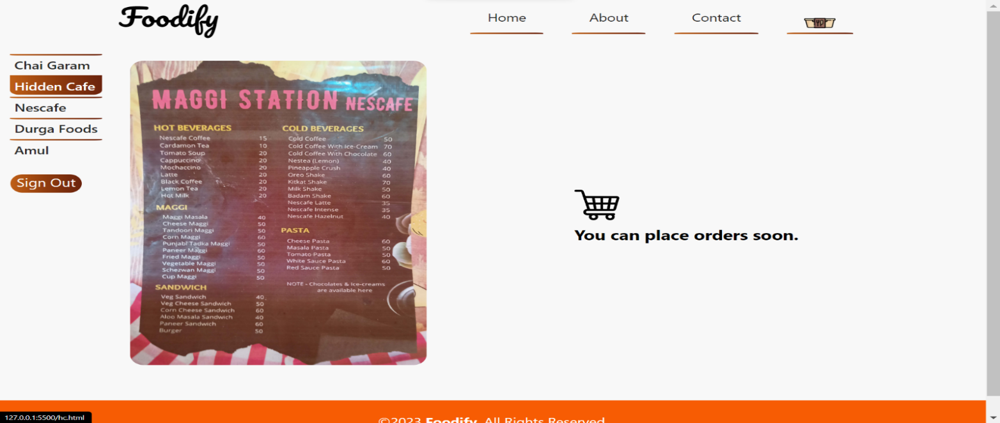 Foodify
Home
About
Contact
YP
Chai Garam
Hidden Cafe
Nescafe
Durga Foods
Amul
Sign Out
MAGGI STATION NESCAFE
HOT BEVERAGES
Nescafe Coffee 15
Cardamon Tea 10
Tomato Soup 20
Cappuccino 20
Mochaccino 20
Latte 20
Black Coffee 20
Lemon Tea 20
Hot Milk 20
MAGGI
Maggi Masala 40
Cheese Maggi 50
Tandoori Maggi 50
Corn Maggi 60
Punjabi Tadka Maggi 50
Paneer Maggi 60
Fried Maggi 50
Vegetable Maggi 50
Schezwan Maggi 50
Cup Maggi 50
SANDWICH
Veg Sandwich 40
Veg Cheese Sandwich 50
Corn Cheese Sandwich 60
Aloo Masala Sandwich 40
Paneer Sandwich 60
Burger 50
COLD BEVERAGES
Cold Coffee 50
Cold Coffee With Ice-Cream 70
Cold Coffee With Chocolate 60
Nestea (Lemon) 40
Pineapple Crush 40
Oreo Shake 60
Kitkat Shake 70
Milk Shake 50
Badam Shake 60
Nescafe Latte 35
Nescafe Intense 35
Nescafe Hazelnut 40
PASTA
Cheese Pasta 60
Masala Pasta 50
Tomato Pasta 50
White Sauce Pasta 60
Red Sauce Pasta 50
NOTE - Chocolates & Ice-creams
are available here
You can place orders soon.
©2023 Foodify. All Rights Reserved
127.0.0.1:5500/hc.html